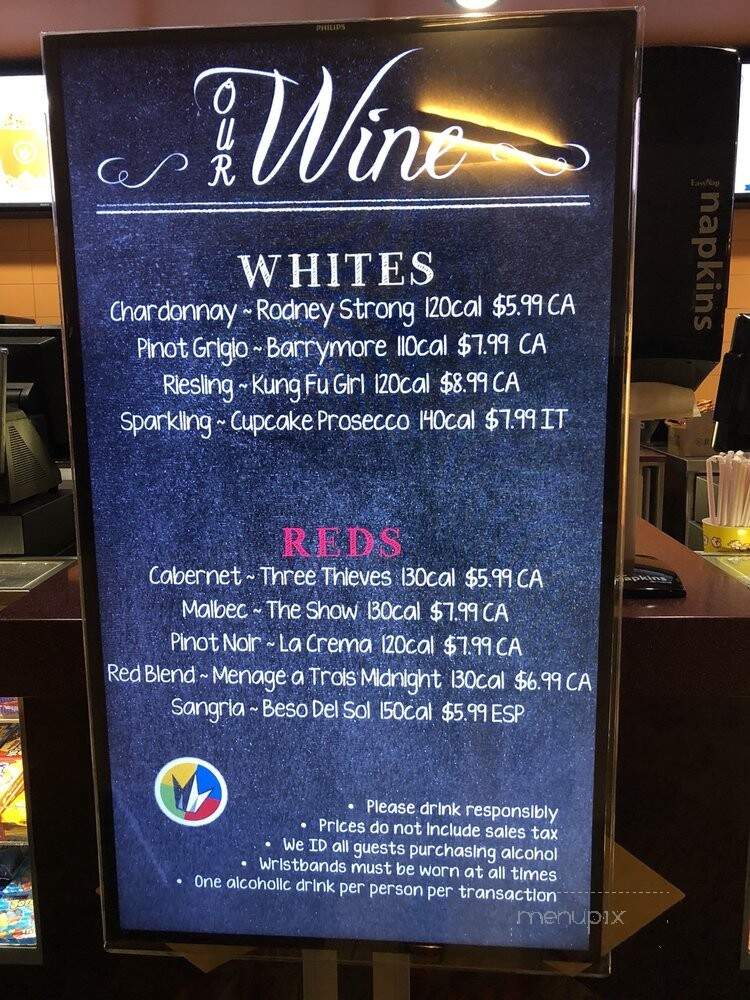 PHILIPS
OUR Wine
WHITES
Chardonnay ~ Rodney Strong 120cal $5.99 CA
Pinot Grigio ~ Barrymore 110cal $7.99 CA
Riesling ~ Kung Fu Girl 120cal $8.99 CA
Sparkling ~ Cupcake Prosecco 140cal $7.99 IT
REDS
Cabernet ~ Three Thieves 130cal $5.99 CA
Malbec ~ The Show 130cal $7.99 CA
Pinot Noir ~ La Crema 120cal $7.99 CA
Red Blend ~ Menage a Trois Midnight 130cal $6.99 CA
Sangria ~ Beso Del Sol 150cal $5.99 ESP
• Please drink responsibly
• Prices do not include sales tax
• We ID all guests purchasing alcohol
• Wristbands must be worn at all times
• One alcoholic drink per person per transaction
menupix
EasyNap
napkins
napkins